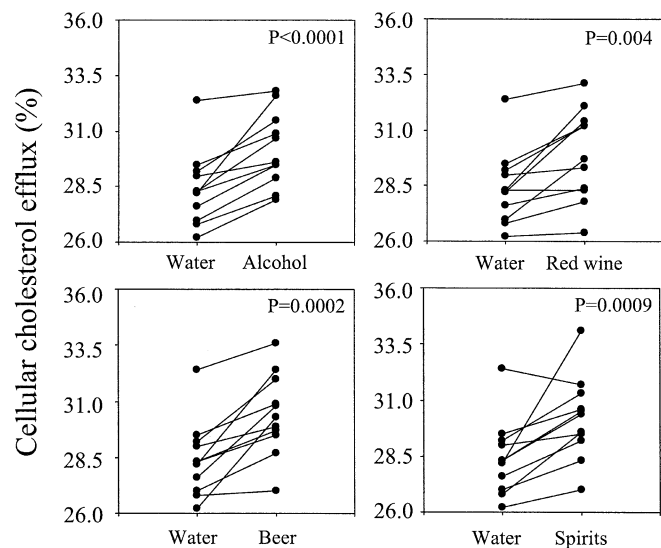 Cellular cholesterol efflux (%)
P<0.0001
36.0
33.5
31.0
28.5
26.0
Water Alcohol
P=0.004
36.0
33.5
31.0
28.5
26.0
Water Red wine
P=0.0002
36.0
33.5
31.0
28.5
26.0
Water Beer
P=0.0009
36.0
33.5
31.0
28.5
26.0
Water Spirits